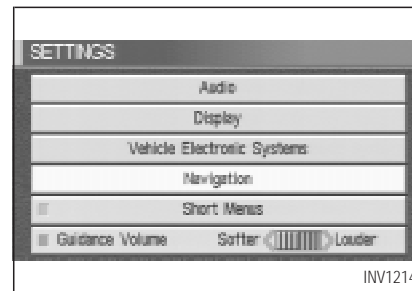 SETTINGS
Audio
Display
Vehicle Electronic Systems
Navigation
Short Menus
Guidance Volume Softer Louder
INV1214